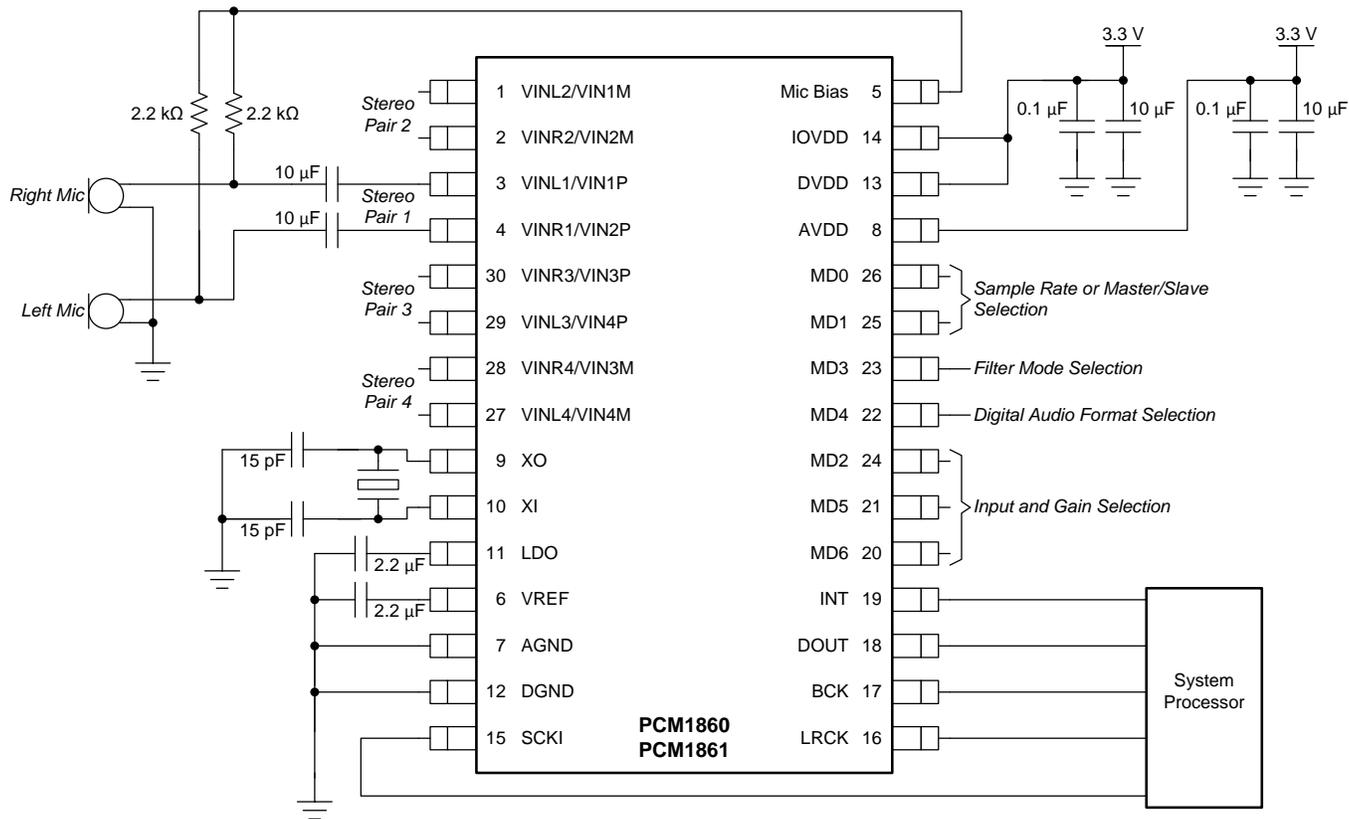 3.3 V
3.3 V
0.1 µF
10 µF
0.1 µF
10 µF
2.2 kΩ
2.2 kΩ
Right Mic
Left Mic
10 µF
10 µF
Stereo
Pair 2
Stereo
Pair 1
Stereo
Pair 3
Stereo
Pair 4
15 pF
15 pF
2.2 µF
2.2 µF
1 VINL2/VIN1M
2 VINR2/VIN2M
3 VINL1/VIN1P
4 VINR1/VIN2P
30 VINR3/VIN3P
29 VINL3/VIN4P
28 VINR4/VIN3M
27 VINL4/VIN4M
9 XO
10 XI
11 LDO
6 VREF
7 AGND
12 DGND
15 SCKI
Mic Bias 5
IOVDD 14
DVDD 13
AVDD 8
MD0 26
MD1 25
MD3 23
MD4 22
MD2 24
MD5 21
MD6 20
INT 19
DOUT 18
BCK 17
LRCK 16
PCM1860
PCM1861
Sample Rate or Master/Slave
Selection
Filter Mode Selection
Digital Audio Format Selection
Input and Gain Selection
System
Processor